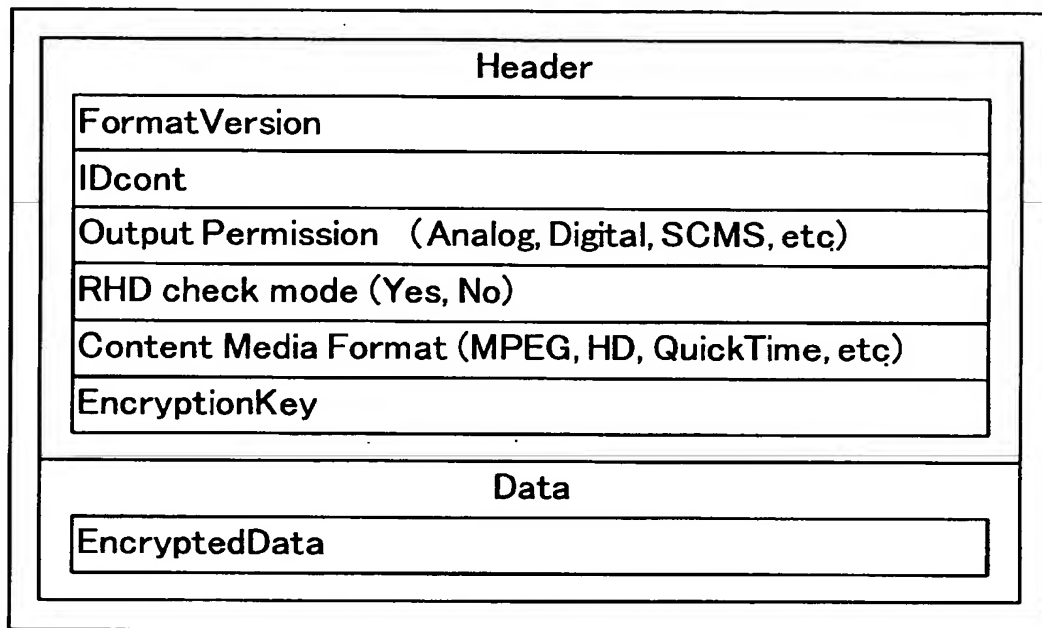 Header
FormatVersion
IDcont
Output Permission (Analog, Digital, SCMS, etc)
RHD check mode (Yes, No)
Content Media Format (MPEG, HD, QuickTime, etc)
EncryptionKey
Data
EncryptedData